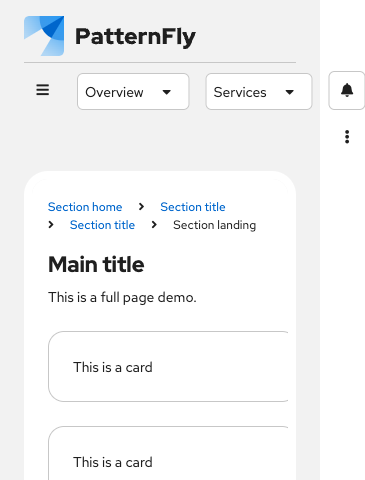 PatternFly
Overview
Services
Section home
Section title
Section title
Section landing
Main title
This is a full page demo.
This is a card
This is a card